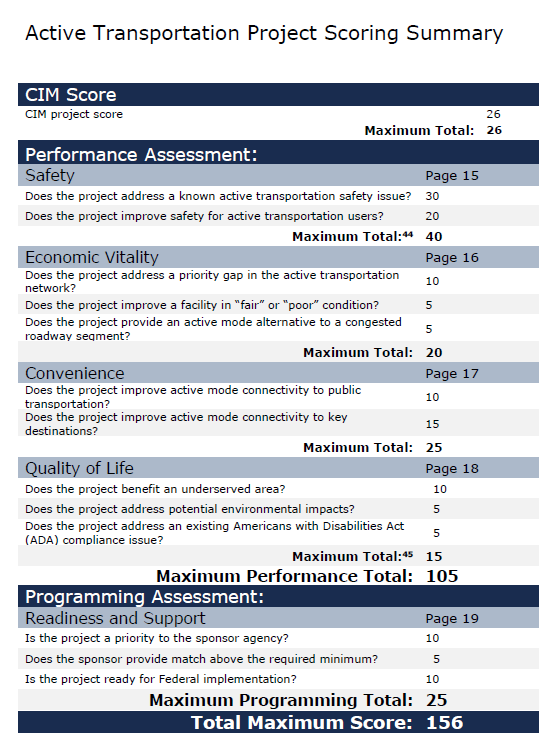 Active Transportation Project Scoring Summary
CIM Score
CIM project score 26
Maximum Total: 26
Performance Assessment:
Safety Page 15
Does the project address a known active transportation safety issue? 30
Does the project improve safety for active transportation users? 20
Maximum Total:⁴⁴ 40
Economic Vitality Page 16
Does the project address a priority gap in the active transportation
network? 10
Does the project improve a facility in “fair” or “poor” condition? 5
Does the project provide an active mode alternative to a congested
roadway segment? 5
Maximum Total: 20
Convenience Page 17
Does the project improve active mode connectivity to public
transportation? 10
Does the project improve active mode connectivity to key
destinations? 15
Maximum Total: 25
Quality of Life Page 18
Does the project benefit an underserved area? 10
Does the project address potential environmental impacts? 5
Does the project address an existing Americans with Disabilities Act
(ADA) compliance issue? 5
Maximum Total:⁴⁵ 15
Maximum Performance Total: 105
Programming Assessment:
Readiness and Support Page 19
Is the project a priority to the sponsor agency? 10
Does the sponsor provide match above the required minimum? 5
Is the project ready for Federal implementation? 10
Maximum Programming Total: 25
Total Maximum Score: 156